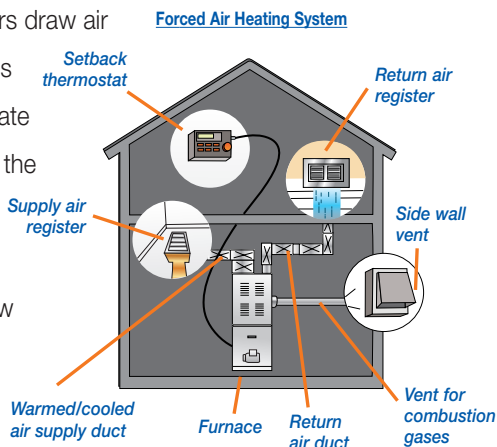 rs draw air
s
ate
the
w
Forced Air Heating System
Setback
thermostat
Return air
register
Supply air
register
Side wall
vent
Warmed/cooled
air supply duct
Furnace
Return
air duct
Vent for
combustion
gases